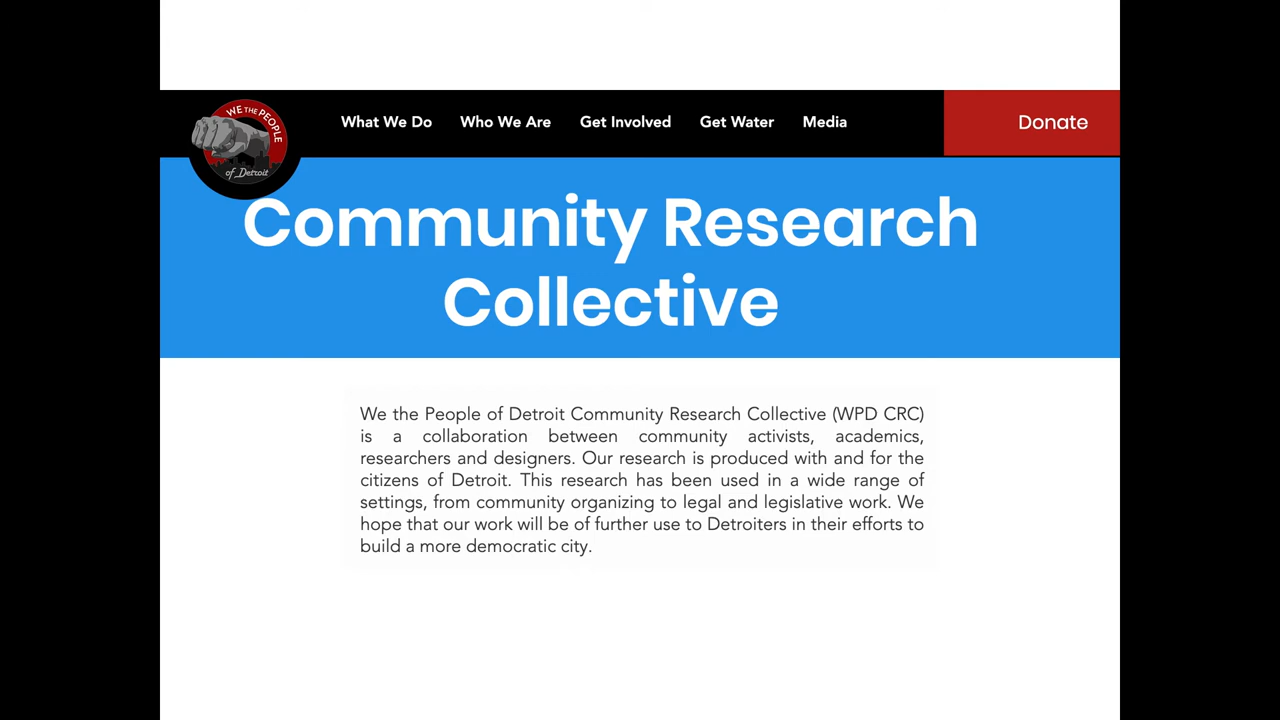 WE THE PEOPLE
of Detroit
What We Do Who We Are Get Involved Get Water Media
Donate
Community Research
Collective
We the People of Detroit Community Research Collective (WPD CRC)
is a collaboration between community activists, academics,
researchers and designers. Our research is produced with and for the
citizens of Detroit. This research has been used in a wide range of
settings, from community organizing to legal and legislative work. We
hope that our work will be of further use to Detroiters in their efforts to
build a more democratic city.